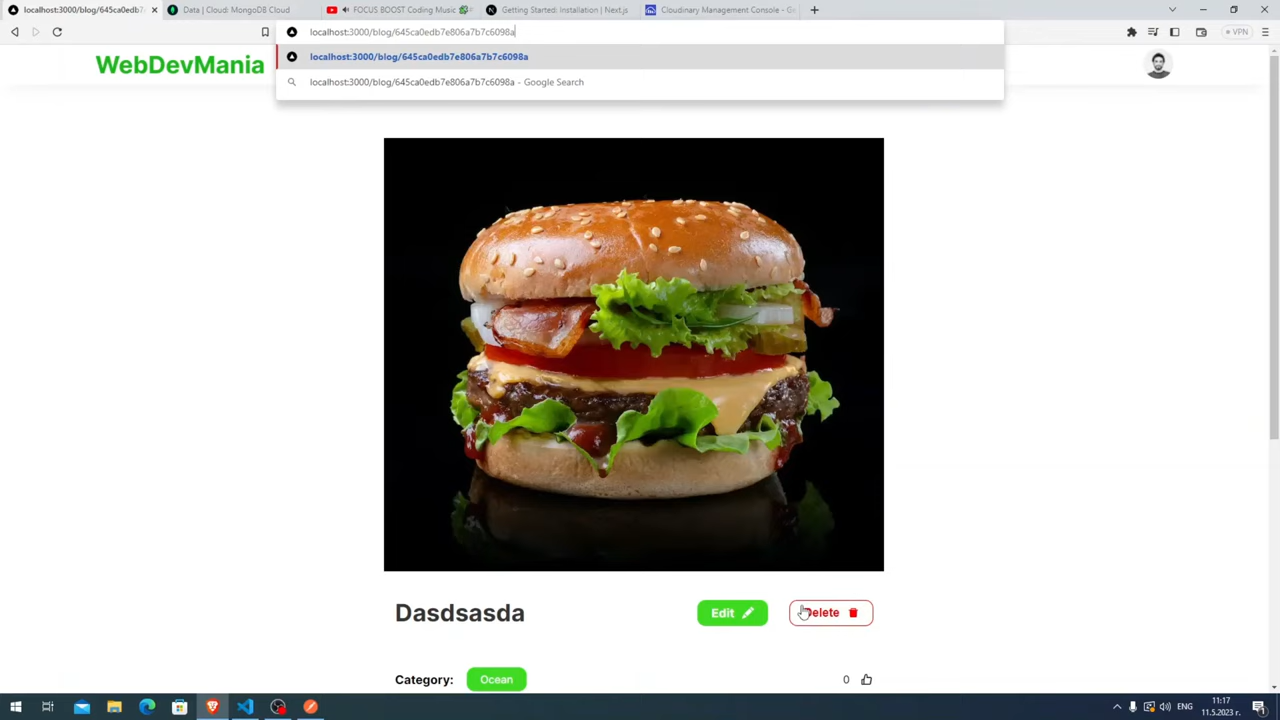 localhost:3000/blog/645ca0edb7
Data | Cloud: MongoDB Cloud
FOCUS BOOST Coding Music
Getting Started: Installation | Next.js
Cloudinary Management Console - Ge
localhost:3000/blog/645ca0edb7e806a7b7c6098a
VPN
localhost:3000/blog/645ca0edb7e806a7b7c6098a
localhost:3000/blog/645ca0edb7e806a7b7c6098a - Google Search
WebDevMania
Dasdsasda
Edit
Delete
Category:
Ocean
0
ENG
11:17
11.5.2023 г.
1